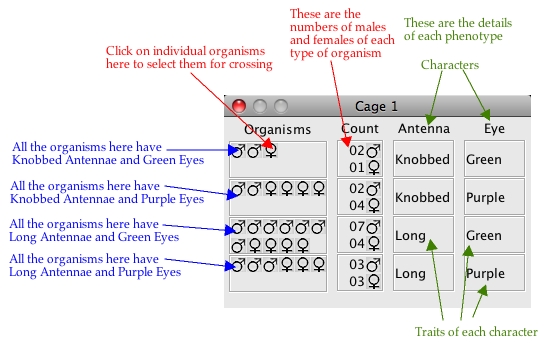 These are the
numbers of males
and females of each
type of organism
These are the details
of each phenotype
Click on individual organisms
here to select them for crossing
Characters
Cage 1
Organisms Count Antenna Eye
All the organisms here have
Knobbed Antennae and Green Eyes
♂♂♀ 02♂ Knobbed Green
01♀
All the organisms here have
Knobbed Antennae and Purple Eyes
♂♂♀♀♀♀ 02♂ Knobbed Purple
04♀
All the organisms here have
Long Antennae and Green Eyes
♂♂♂♂♂♂ 07♂ Long Green
♂♀♀♀♀ 04♀
All the organisms here have
Long Antennae and Purple Eyes
♂♂♂♀♀♀ 03♂ Long Purple
03♀
Traits of each character